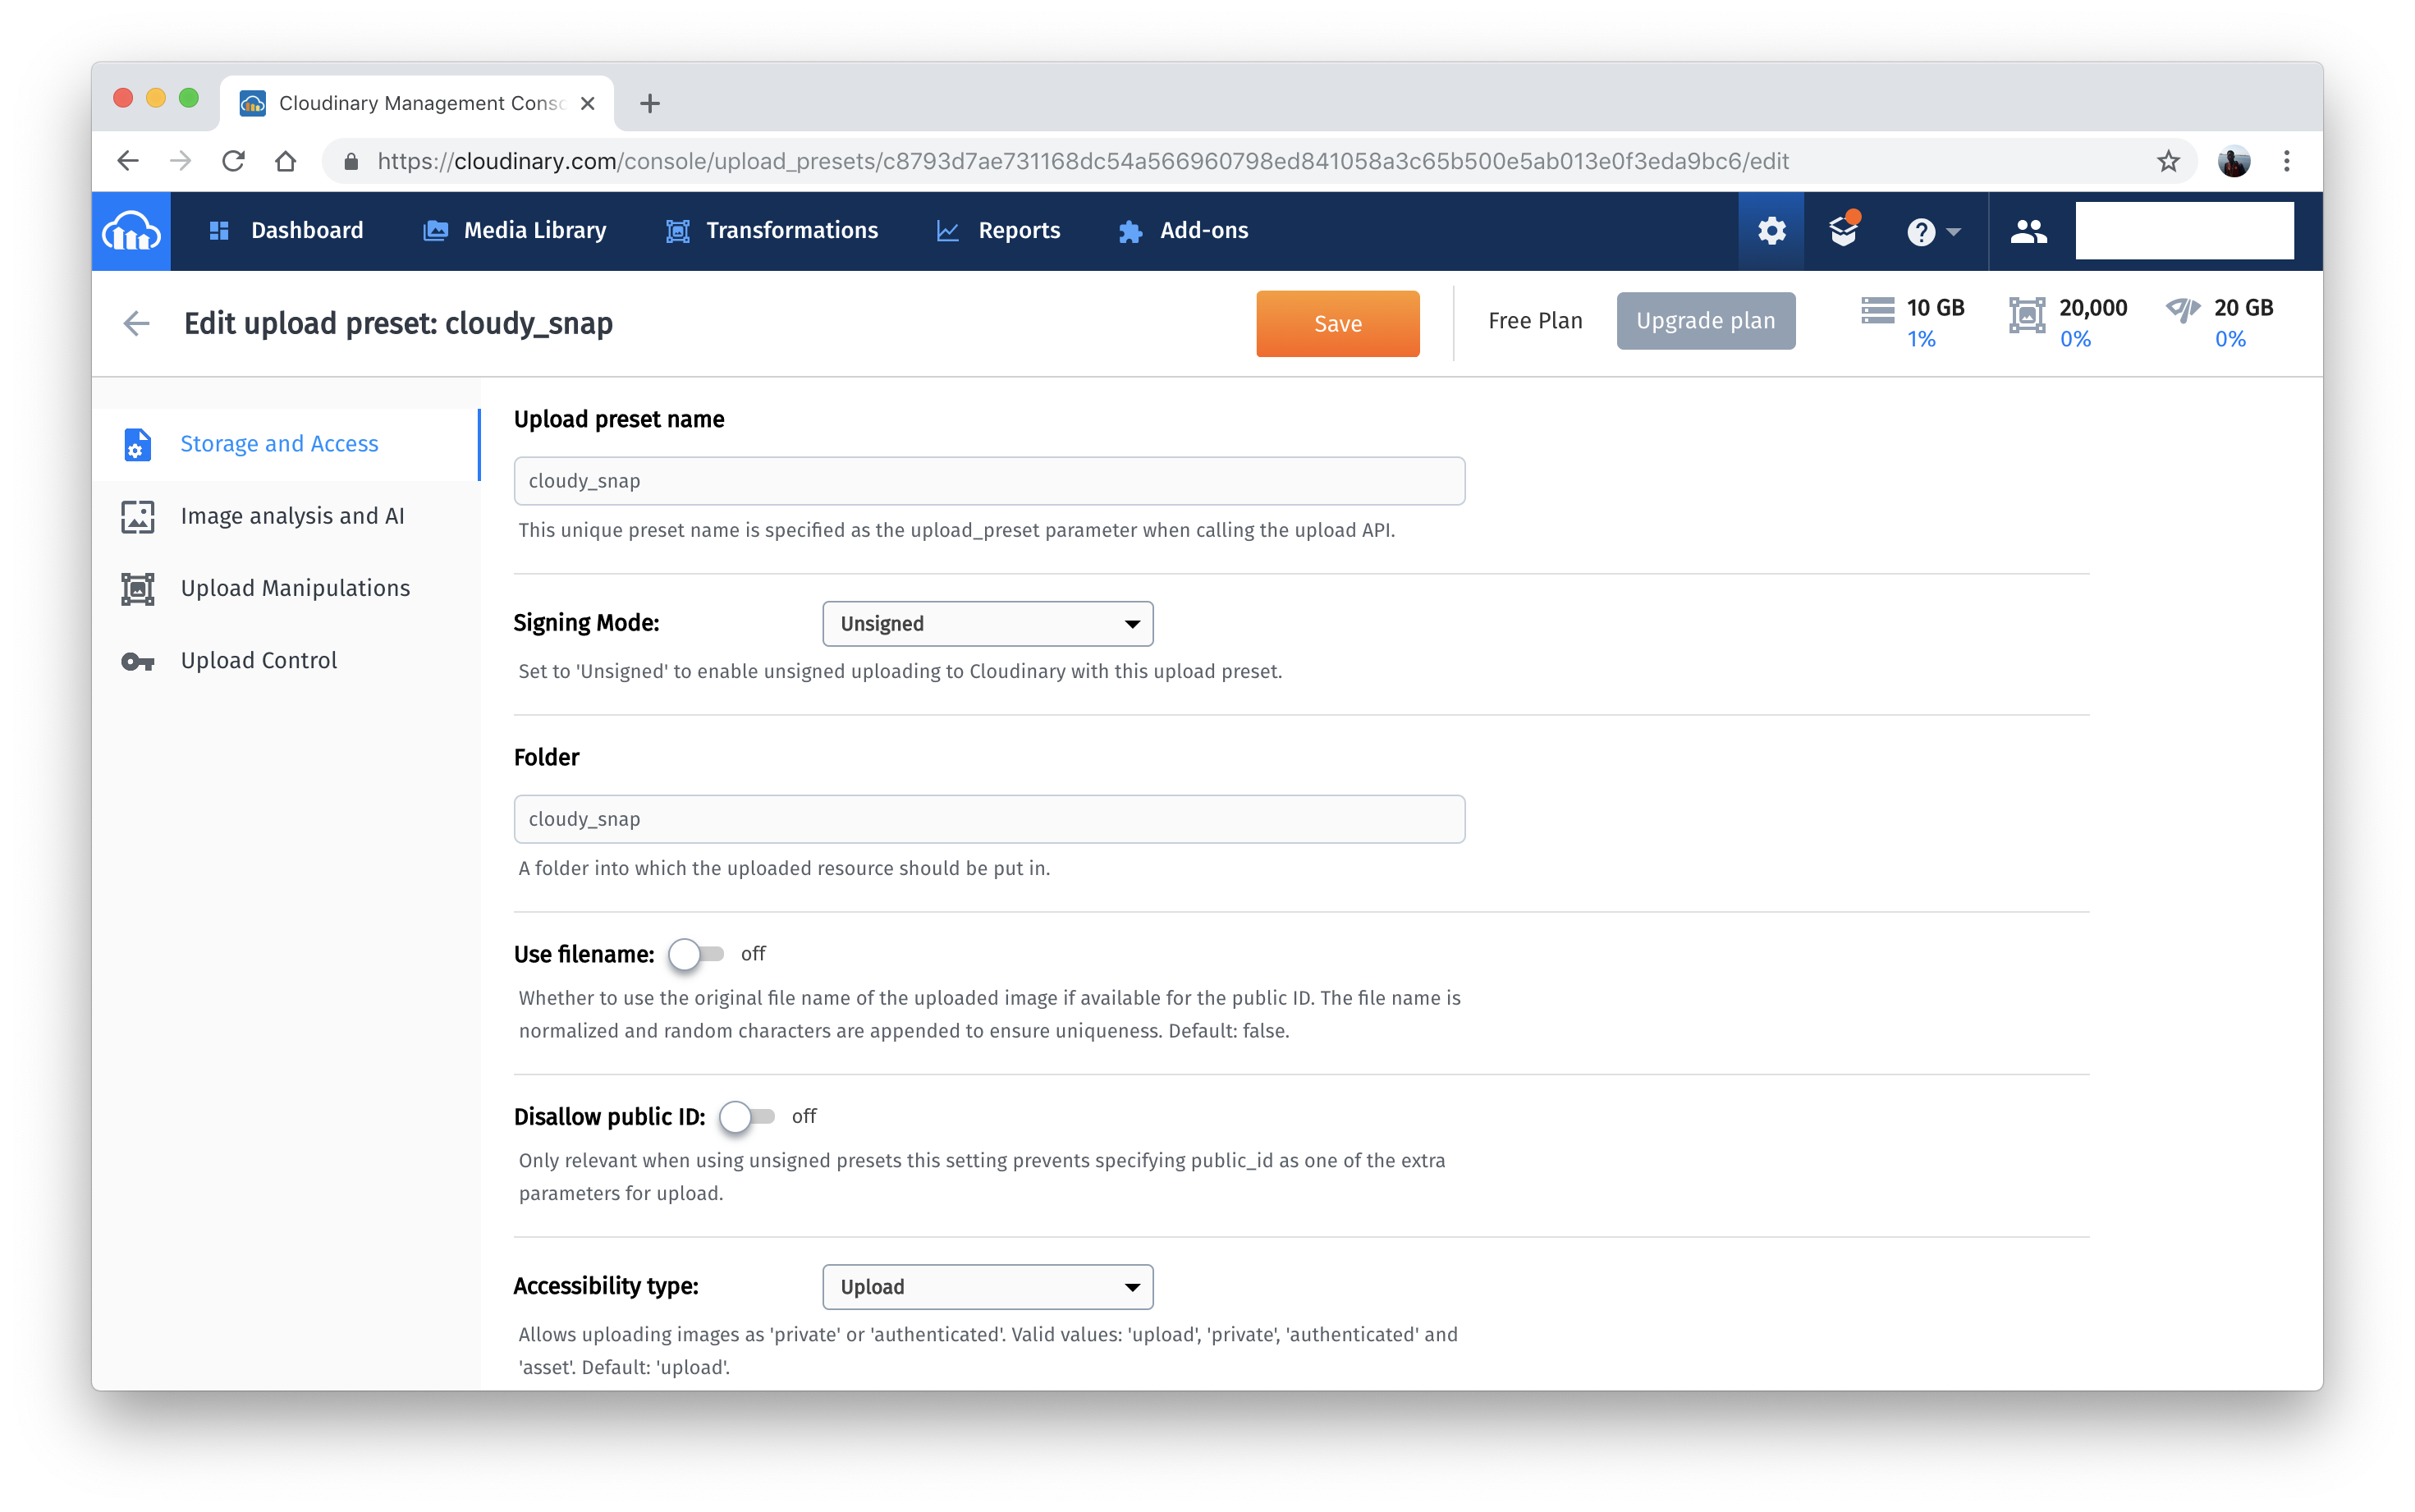 Cloudinary Management Conso
https://cloudinary.com/console/upload_presets/c8793d7ae731168dc54a566960798ed841058a3c65b500e5ab013e0f3eda9bc6/edit
Dashboard
Media Library
Transformations
Reports
Add-ons
Edit upload preset: cloudy_snap
Save
Free Plan
Upgrade plan
10 GB
1%
20,000
0%
20 GB
0%
Storage and Access
Image analysis and AI
Upload Manipulations
Upload Control
Upload preset name
cloudy_snap
This unique preset name is specified as the upload_preset parameter when calling the upload API.
Signing Mode:
Unsigned
Set to 'Unsigned' to enable unsigned uploading to Cloudinary with this upload preset.
Folder
cloudy_snap
A folder into which the uploaded resource should be put in.
Use filename:
off
Whether to use the original file name of the uploaded image if available for the public ID. The file name is
normalized and random characters are appended to ensure uniqueness. Default: false.
Disallow public ID:
off
Only relevant when using unsigned presets this setting prevents specifying public_id as one of the extra
parameters for upload.
Accessibility type:
Upload
Allows uploading images as 'private' or 'authenticated'. Valid values: 'upload', 'private', 'authenticated' and
'asset'. Default: 'upload'.